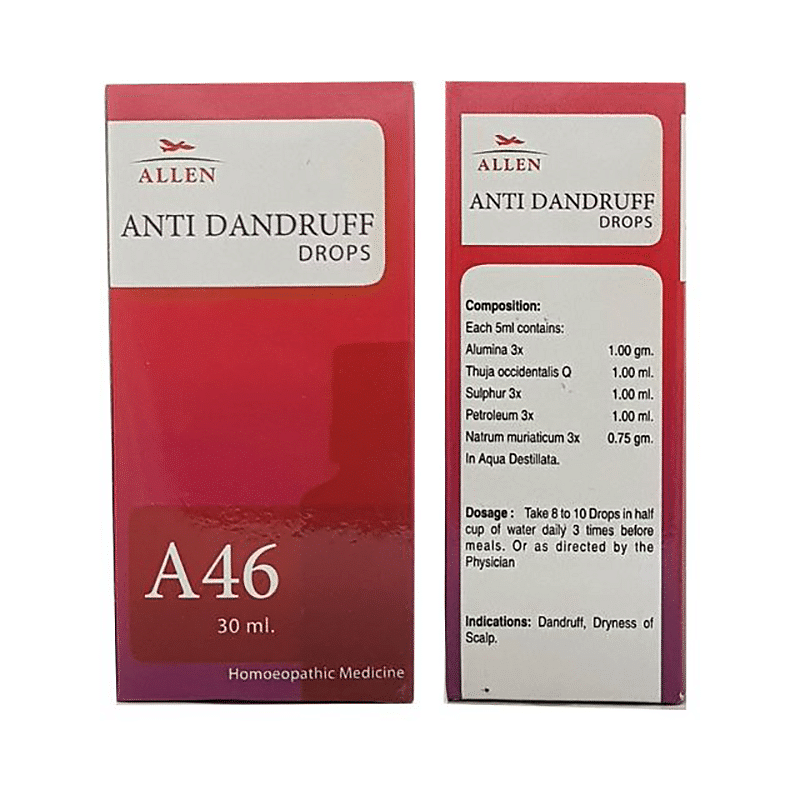 ALLEN
ANTI DANDRUFF
DROPS
A46
30 ml.
Homoeopathic Medicine
ALLEN
ANTI DANDRUFF
DROPS
Composition:
Each 5ml contains:
Alumina 3x 1.00 gm.
Thuja occidentalis Q 1.00 ml.
Sulphur 3x 1.00 ml.
Petroleum 3x 1.00 ml.
Natrum muriaticum 3x 0.75 gm.
In Aqua Destillata.
Dosage : Take 8 to 10 Drops in half
cup of water daily 3 times before
meals. Or as directed by the
Physician
Indications: Dandruff, Dryness of
Scalp.